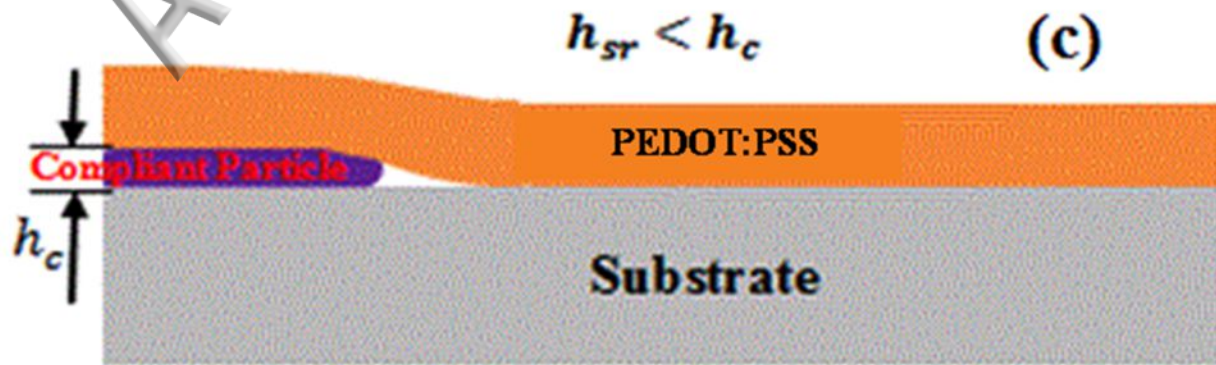 h_sr < h_c
(c)
PEDOT:PSS
Compliant Particle
h_c
Substrate
A